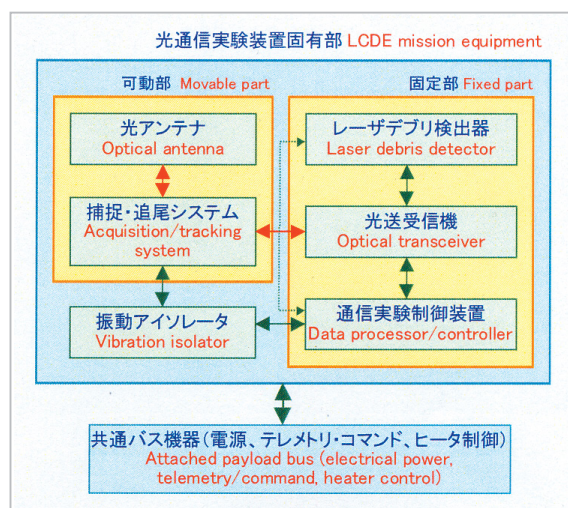 光通信実験装置固有部 LCDE mission equipment
可動部 Movable part
光アンテナ
Optical antenna
捕捉・追尾システム
Acquisition/tracking
system
振動アイソレータ
Vibration isolator
固定部 Fixed part
レーザデブリ検出器
Laser debris detector
光送受信機
Optical transceiver
通信実験制御装置
Data processor/controller
共通バス機器(電源、テレメトリ・コマンド、ヒータ制御)
Attached payload bus (electrical power,
telemetry/command, heater control)